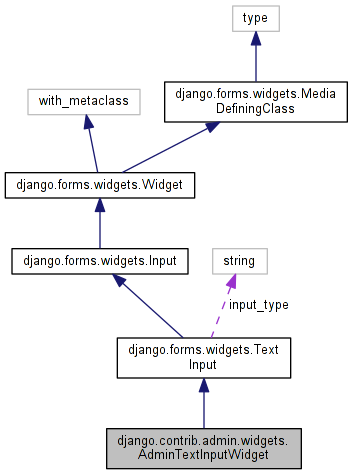 type
django.forms.widgets.Media
DefiningClass
with_metaclass
django.forms.widgets.Widget
django.forms.widgets.Input
string
input_type
django.forms.widgets.Text
Input
django.contrib.admin.widgets.
AdminTextInputWidget